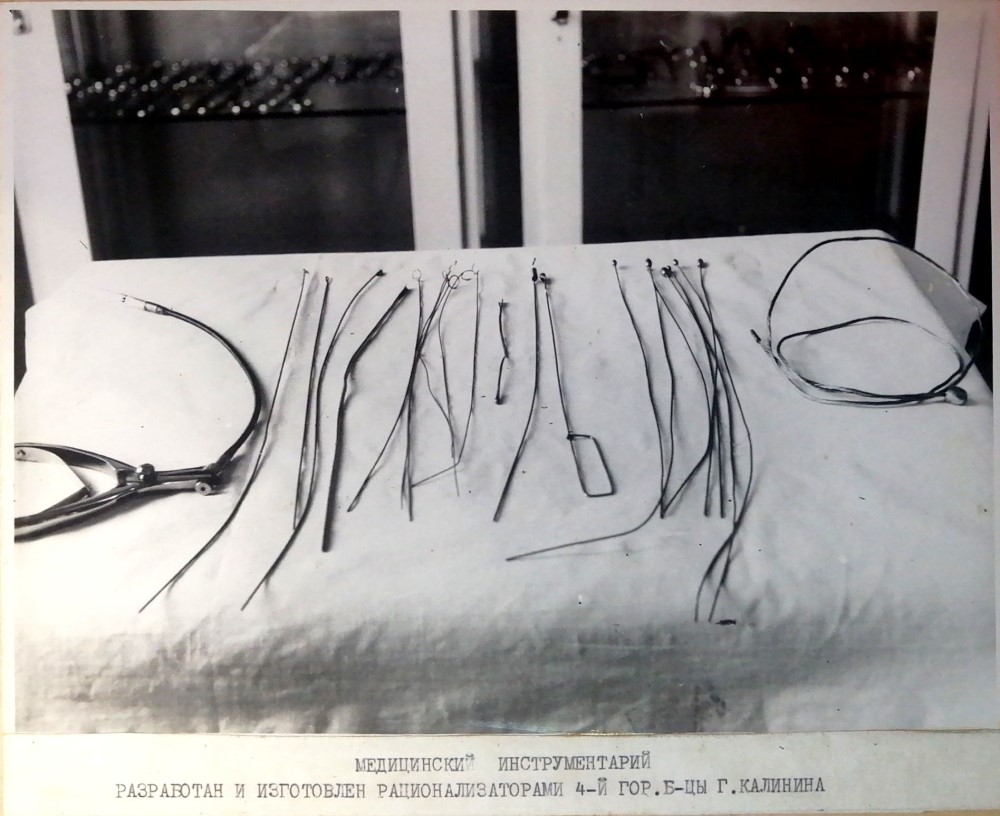 МЕДИЦИНСКИЙ ИНСТРУМЕНТАРИЙ
РАЗРАБОТАН И ИЗГОТОВЛЕН РАЦИОНАЛИЗАТОРАМИ 4-Й ГОР.Б-ЦЫ Г.КАЛИНИНА